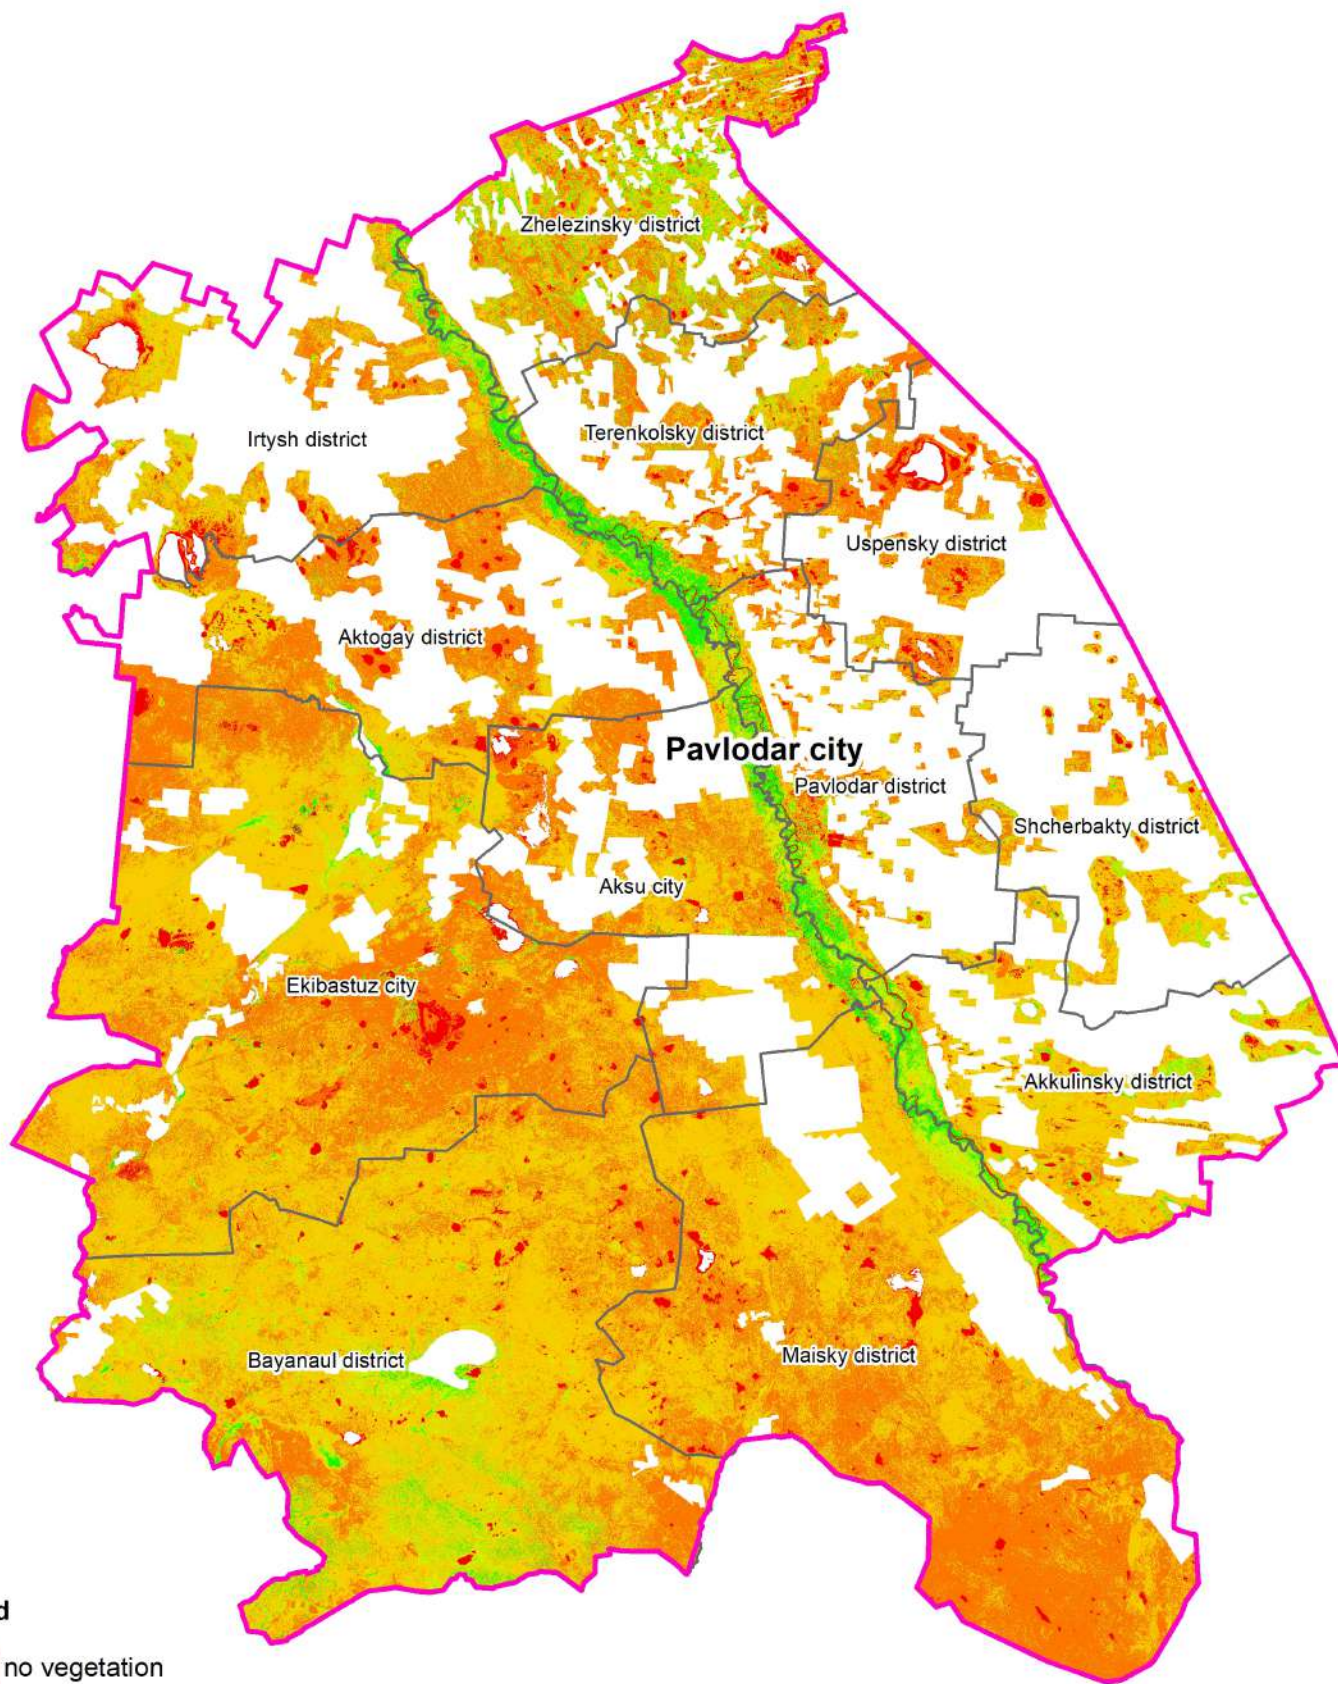 Zhelezinsky district
Irtysh district
Terenkolsky district
Uspensky district
Aktogay district
Pavlodar city
Pavlodar district
Shcherbakty district
Aksu city
Ekibastuz city
Akkulinsky district
Bayanaul district
Maisky district
no vegetation